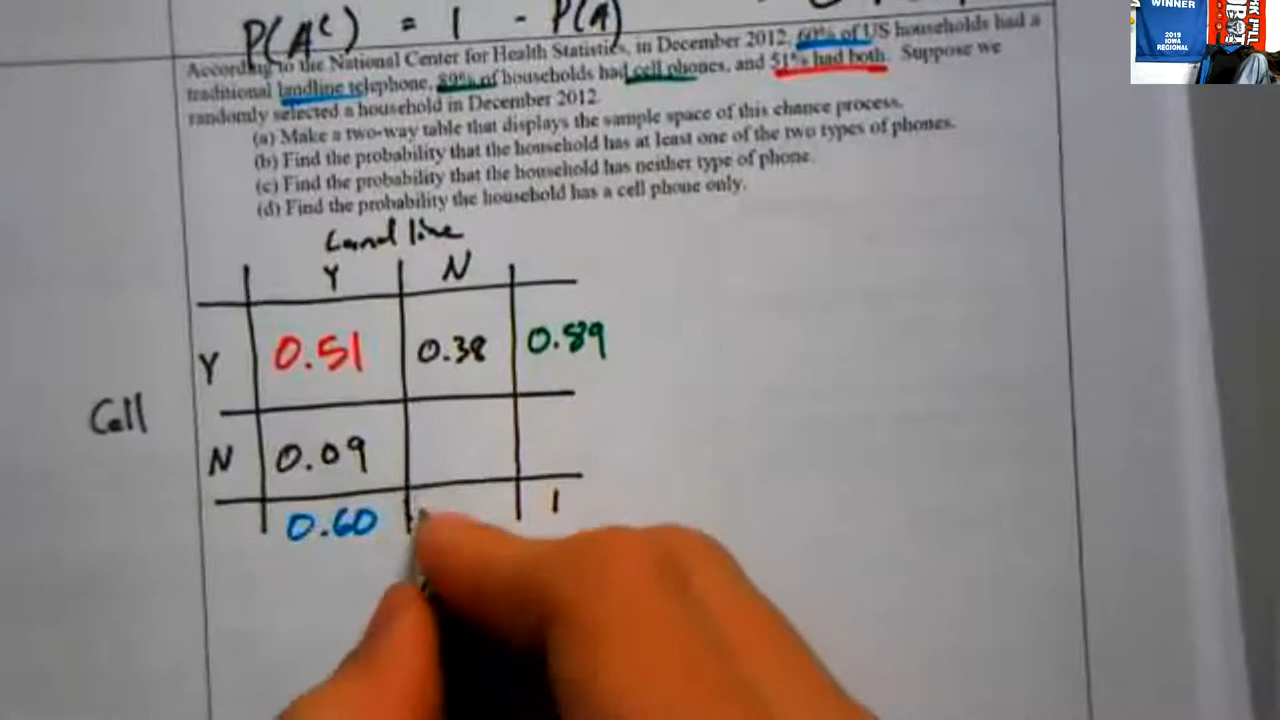 P(Aᶜ) = 1 - P(A)
According to the National Center for Health Statistics, in December 2012, 60% of US households had a
traditional landline telephone, 89% of households had cell phones, and 51% had both. Suppose we
randomly selected a household in December 2012.
(a) Make a two-way table that displays the sample space of this chance process.
(b) Find the probability that the household has at least one of the two types of phones.
(c) Find the probability that the household has neither type of phone.
(d) Find the probability the household has a cell phone only.
Land line
Y N
Y 0.51 0.38 0.89
Cell
N 0.09
0.60 1
WINNER
2019
IOWA
REGIONAL